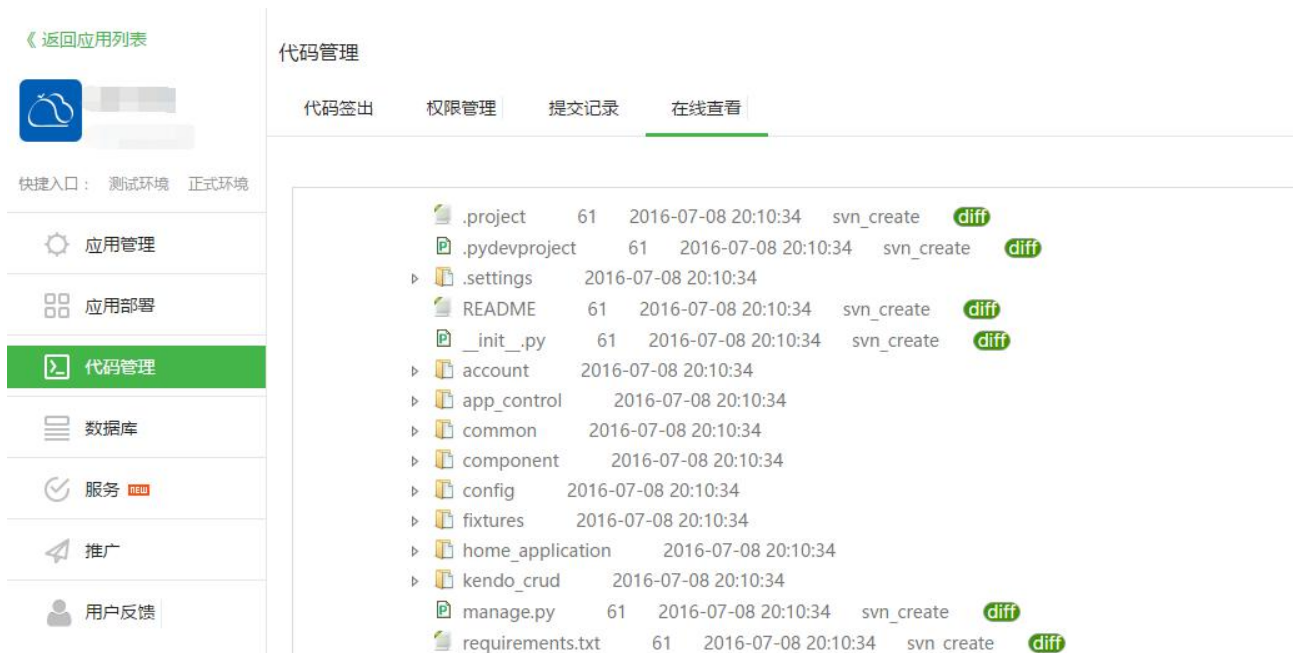 《 返回应用列表
快捷入口： 测试环境 正式环境
应用管理
应用部署
代码管理
数据库
服务 NEW
推广
用户反馈
代码管理
代码签出 权限管理 提交记录 在线查看
.project 61 2016-07-08 20:10:34 svn_create diff
.pydevproject 61 2016-07-08 20:10:34 svn_create diff
.settings 2016-07-08 20:10:34
README 61 2016-07-08 20:10:34 svn_create diff
__init__.py 61 2016-07-08 20:10:34 svn_create diff
account 2016-07-08 20:10:34
app_control 2016-07-08 20:10:34
common 2016-07-08 20:10:34
component 2016-07-08 20:10:34
config 2016-07-08 20:10:34
fixtures 2016-07-08 20:10:34
home_application 2016-07-08 20:10:34
kendo_crud 2016-07-08 20:10:34
manage.py 61 2016-07-08 20:10:34 svn_create diff
requirements.txt 61 2016-07-08 20:10:34 svn create diff